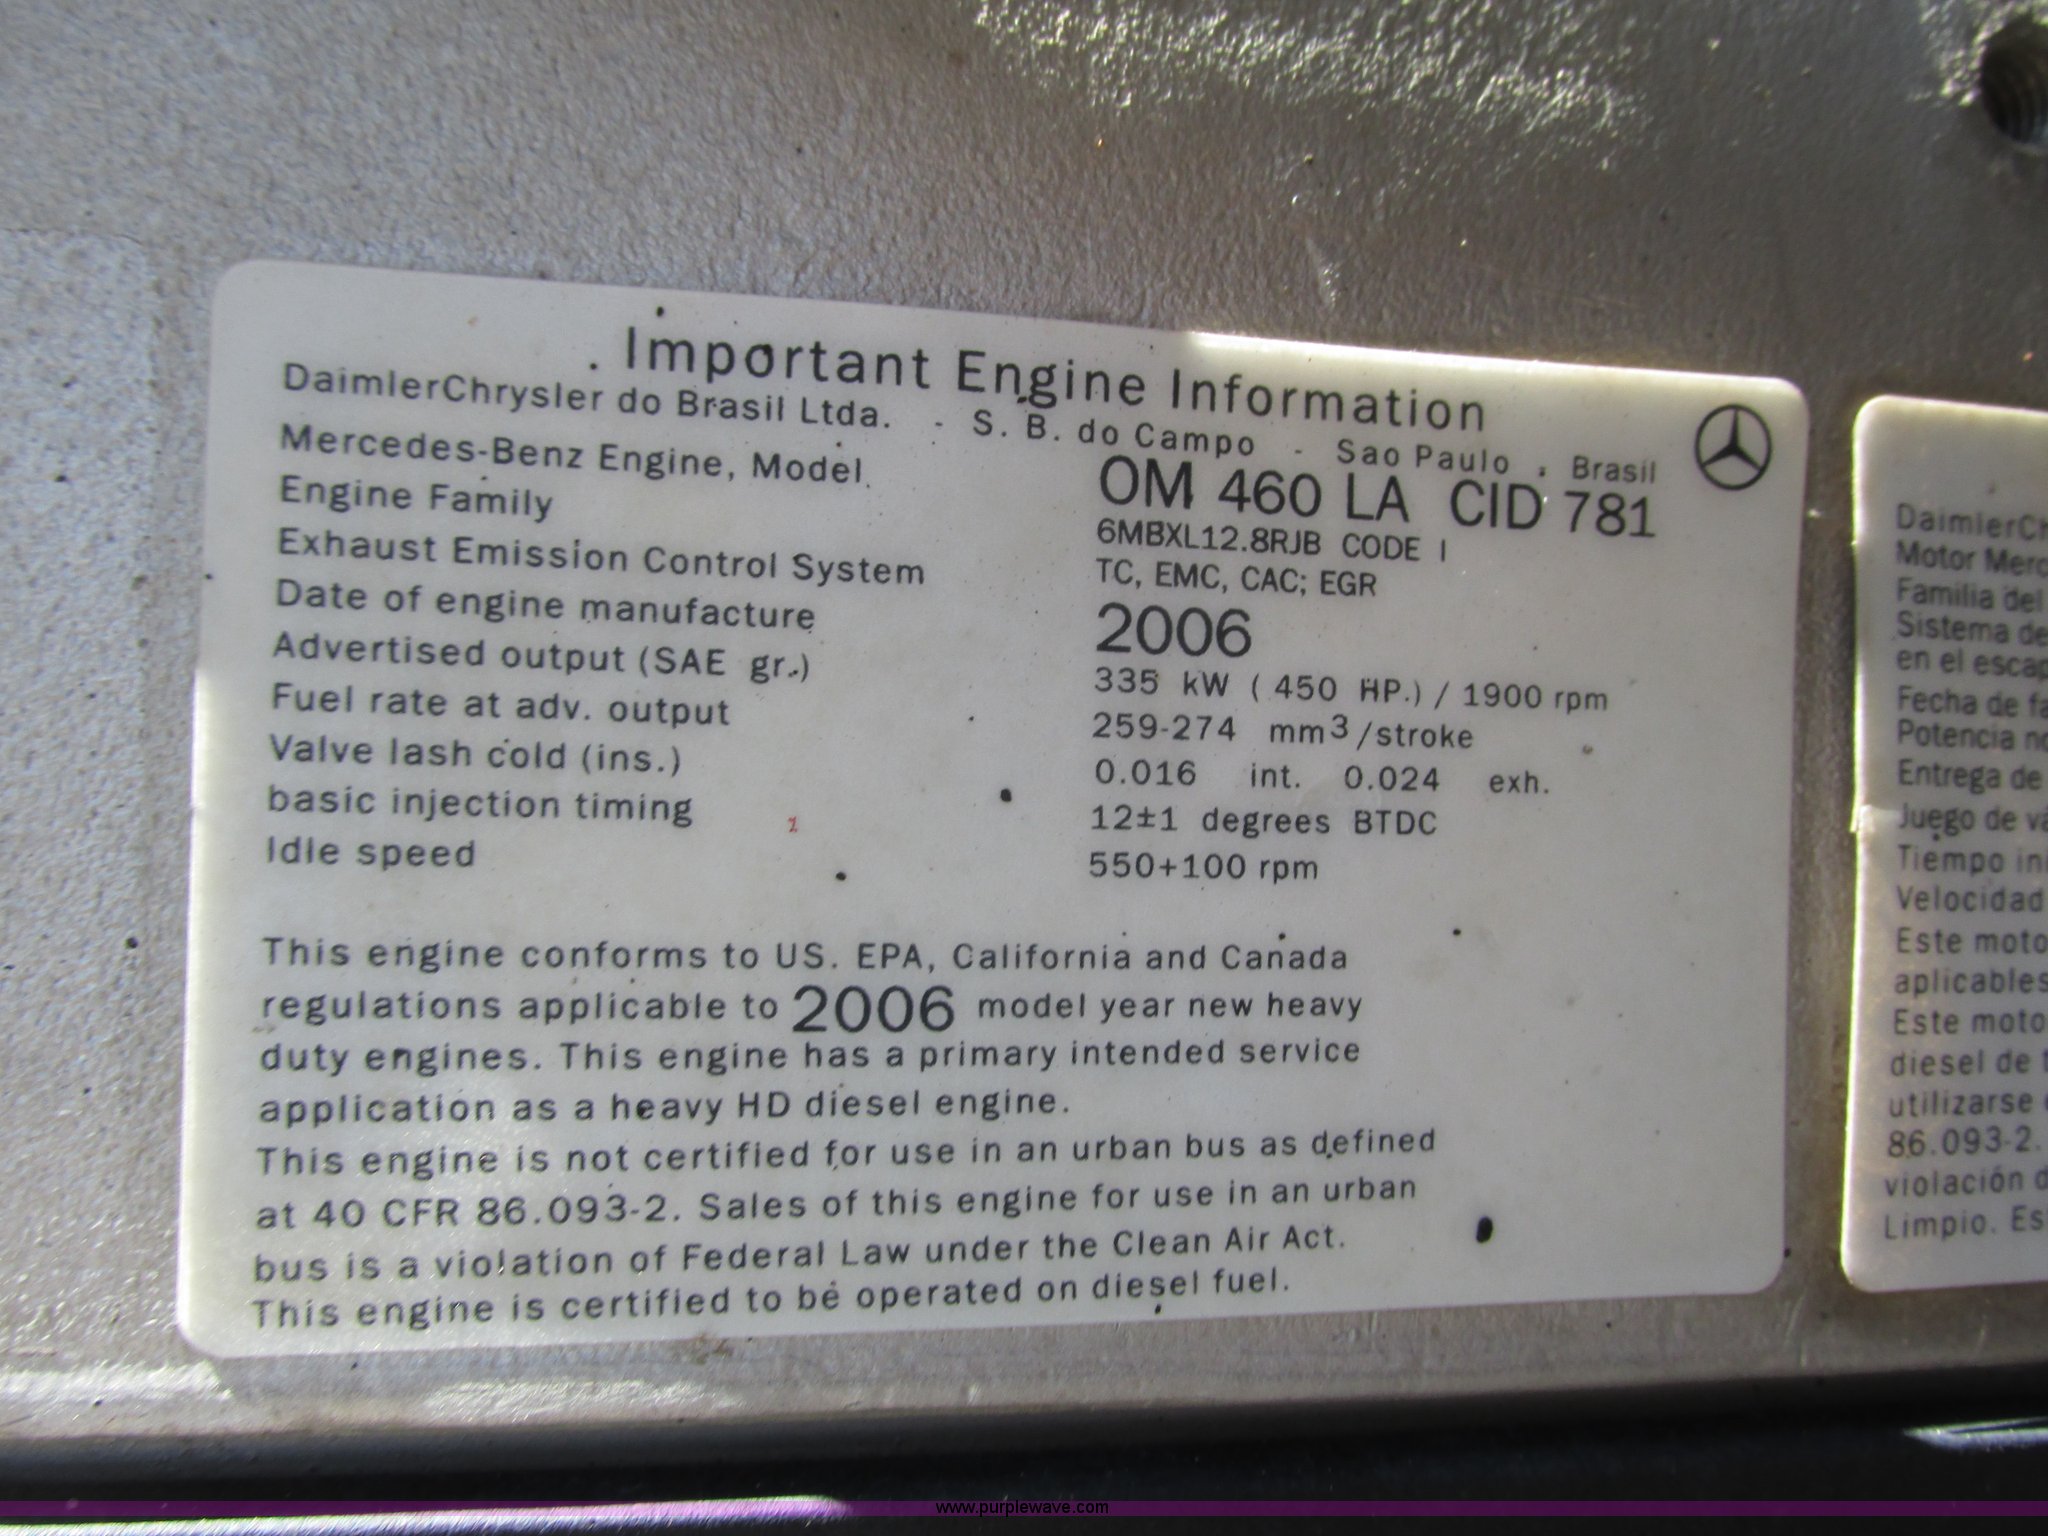 Important Engine Information
DaimlerChrysler do Brasil Ltda. - S. B. do Campo - Sao Paulo . Brasil
Mercedes-Benz Engine, Model OM 460 LA CID 781
Engine Family 6MBXL12.8RJB CODE I
Exhaust Emission Control System TC, EMC, CAC; EGR
Date of engine manufacture 2006
Advertised output (SAE gr.) 335 kW ( 450 HP.) / 1900 rpm
Fuel rate at adv. output 259-274 mm3/stroke
Valve lash cold (ins.) 0.016 int. 0.024 exh.
basic injection timing 12±1 degrees BTDC
Idle speed 550+100 rpm
This engine conforms to US. EPA, California and Canada
regulations applicable to 2006 model year new heavy
duty engines. This engine has a primary intended service
application as a heavy HD diesel engine.
This engine is not certified for use in an urban bus as defined
at 40 CFR 86.093-2. Sales of this engine for use in an urban
bus is a violation of Federal Law under the Clean Air Act.
This engine is certified to be operated on diesel fuel.
DaimlerCh
Motor Merc
Familia del
Sistema de
en el escap
Fecha de fa
Potencia no
Entrega de
Juego de vá
Tiempo ini
Velocidad
Este moto
aplicables
Este moto
diesel de t
utilizarse
86.093-2.
violación d
Limpio. Es
www.purplewave.com